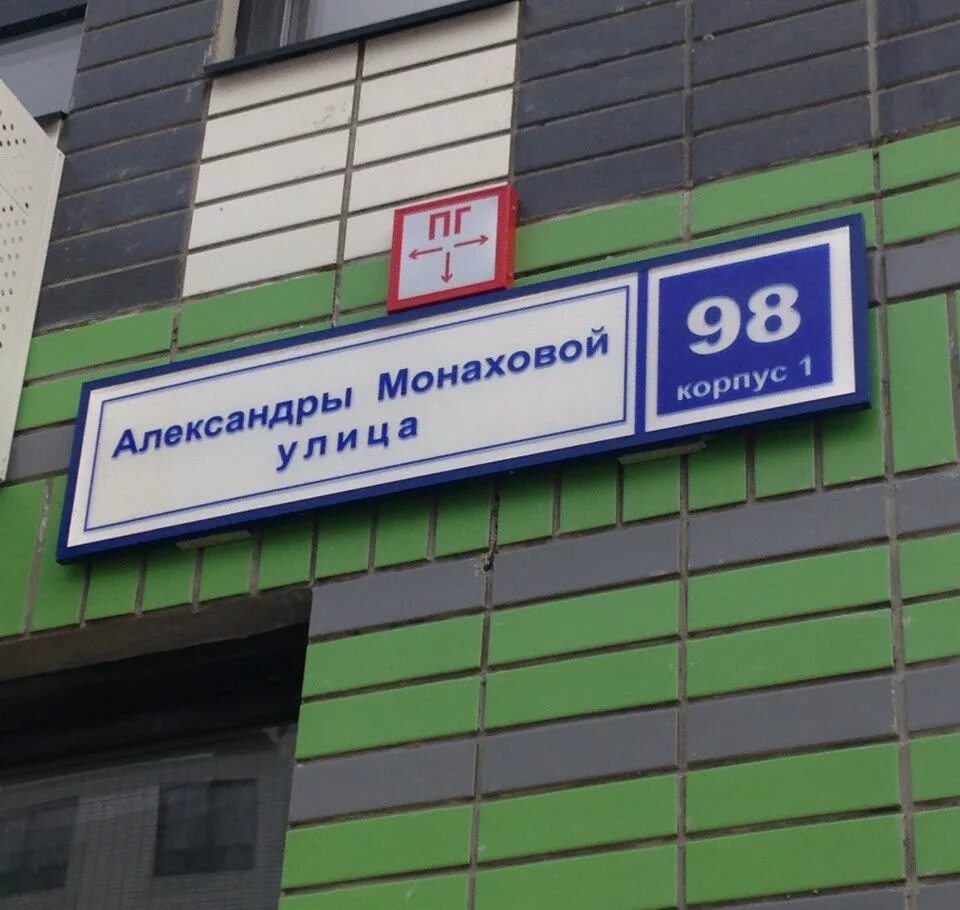 ПГ
Александры Монаховой
улица
98
корпус 1